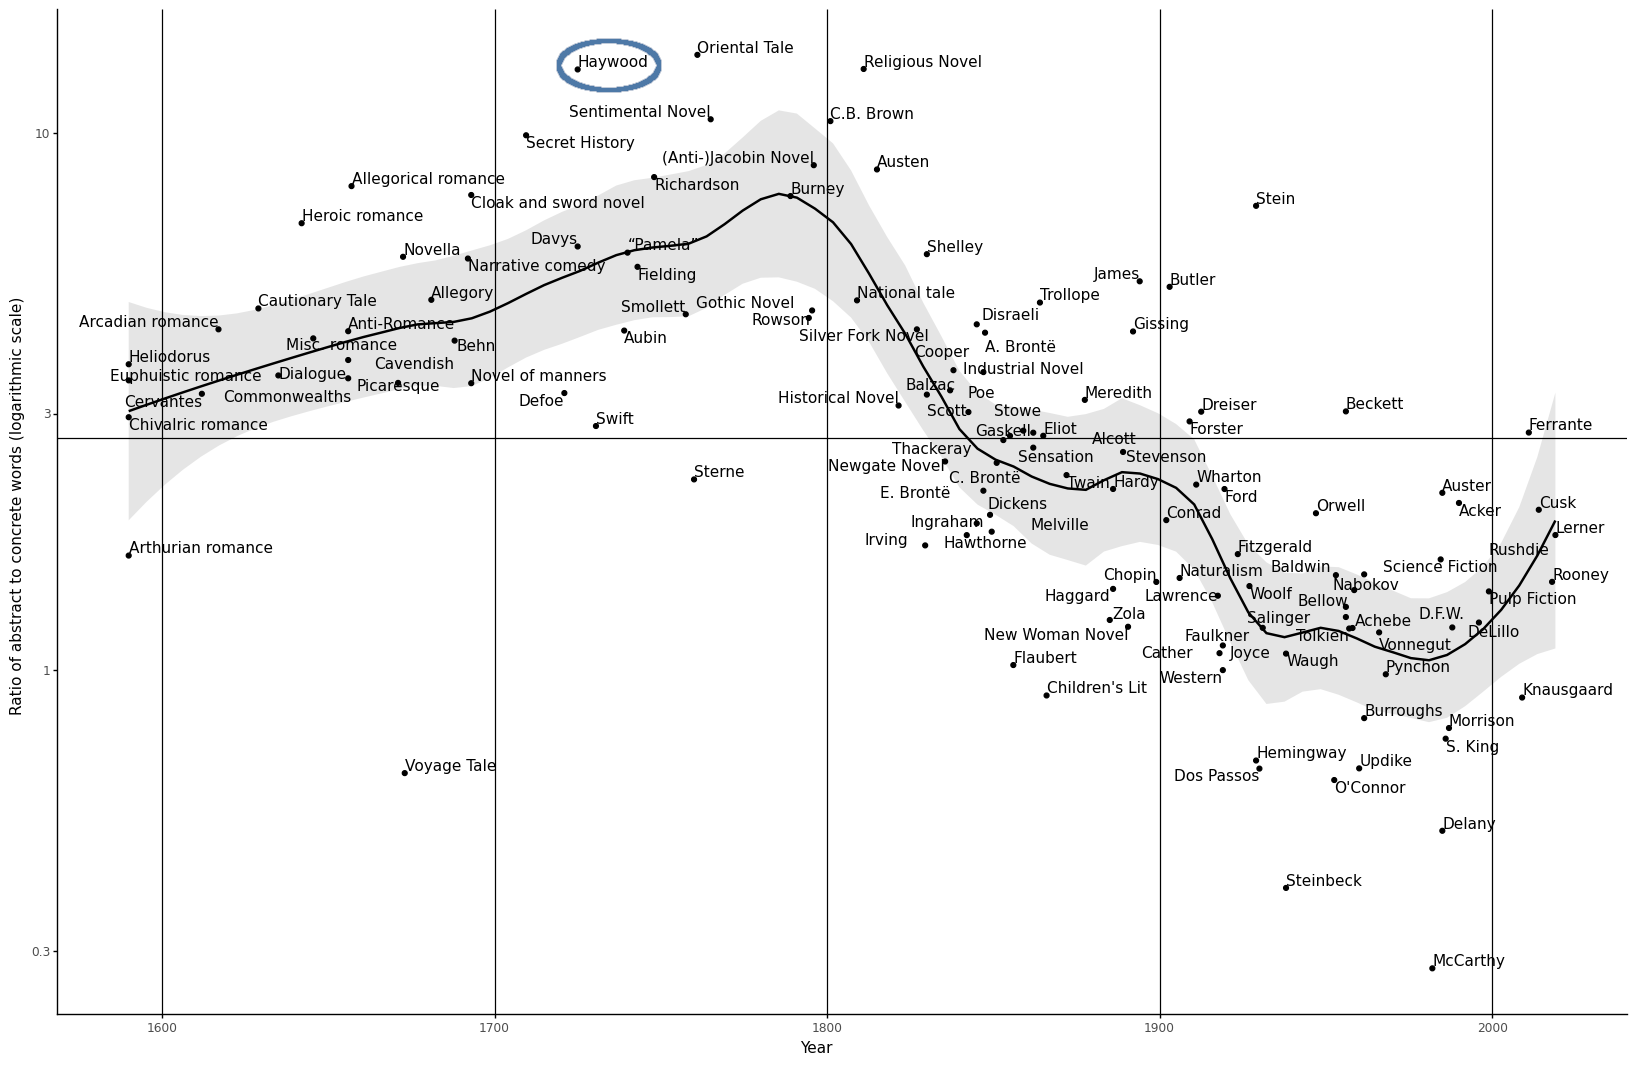 Oriental Tale
Haywood
Religious Novel
Sentimental Novel
C.B. Brown
10
Secret History
(Anti-)Jacobin Novel
Austen
Allegorical romance
Richardson
Burney
Cloak and sword novel
Stein
Heroic romance
Davys
“Pamela”
Shelley
Novella
Narrative comedy
Fielding
James
Butler
Allegory
National tale
Trollope
Cautionary Tale
Smollett
Gothic Novel
Disraeli
Arcadian romance
Anti-Romance
Rowson
Gissing
Silver Fork Novel
Aubin
Misc. romance
Behn
A. Brontë
Cooper
Heliodorus
Cavendish
Industrial Novel
Euphuistic romance
Dialogue
Novel of manners
Picaresque
Balzac
Poe
Meredith
Commonwealths
Historical Novel
Cervantes
Defoe
Dreiser
Beckett
3
Scott
Stowe
Swift
Chivalric romance
Ferrante
Gaskell
Eliot
Forster
Alcott
Thackeray
Sensation
Stevenson
Newgate Novel
Sterne
C. Brontë
Wharton
Twain
Hardy
E. Brontë
Auster
Ford
Dickens
Cusk
Orwell
Acker
Conrad
Ingraham
Melville
Lerner
Irving
Hawthorne
Arthurian romance
Fitzgerald
Rushdie
Baldwin
Science Fiction
Chopin
Naturalism
Rooney
Nabokov
Haggard
Lawrence
Woolf
Bellow
Pulp Fiction
Zola
Salinger
Achebe
D.F.W.
New Woman Novel
Faulkner
Tolkien
DeLillo
Vonnegut
Cather
Joyce
Flaubert
Waugh
1
Pynchon
Western
Children's Lit
Knausgaard
Burroughs
Morrison
S. King
Hemingway
Updike
Voyage Tale
Dos Passos
O'Connor
Delany
Steinbeck
0.3
McCarthy
1600
1700
1800
1900
2000
Year
Ratio of abstract to concrete words (logarithmic scale)